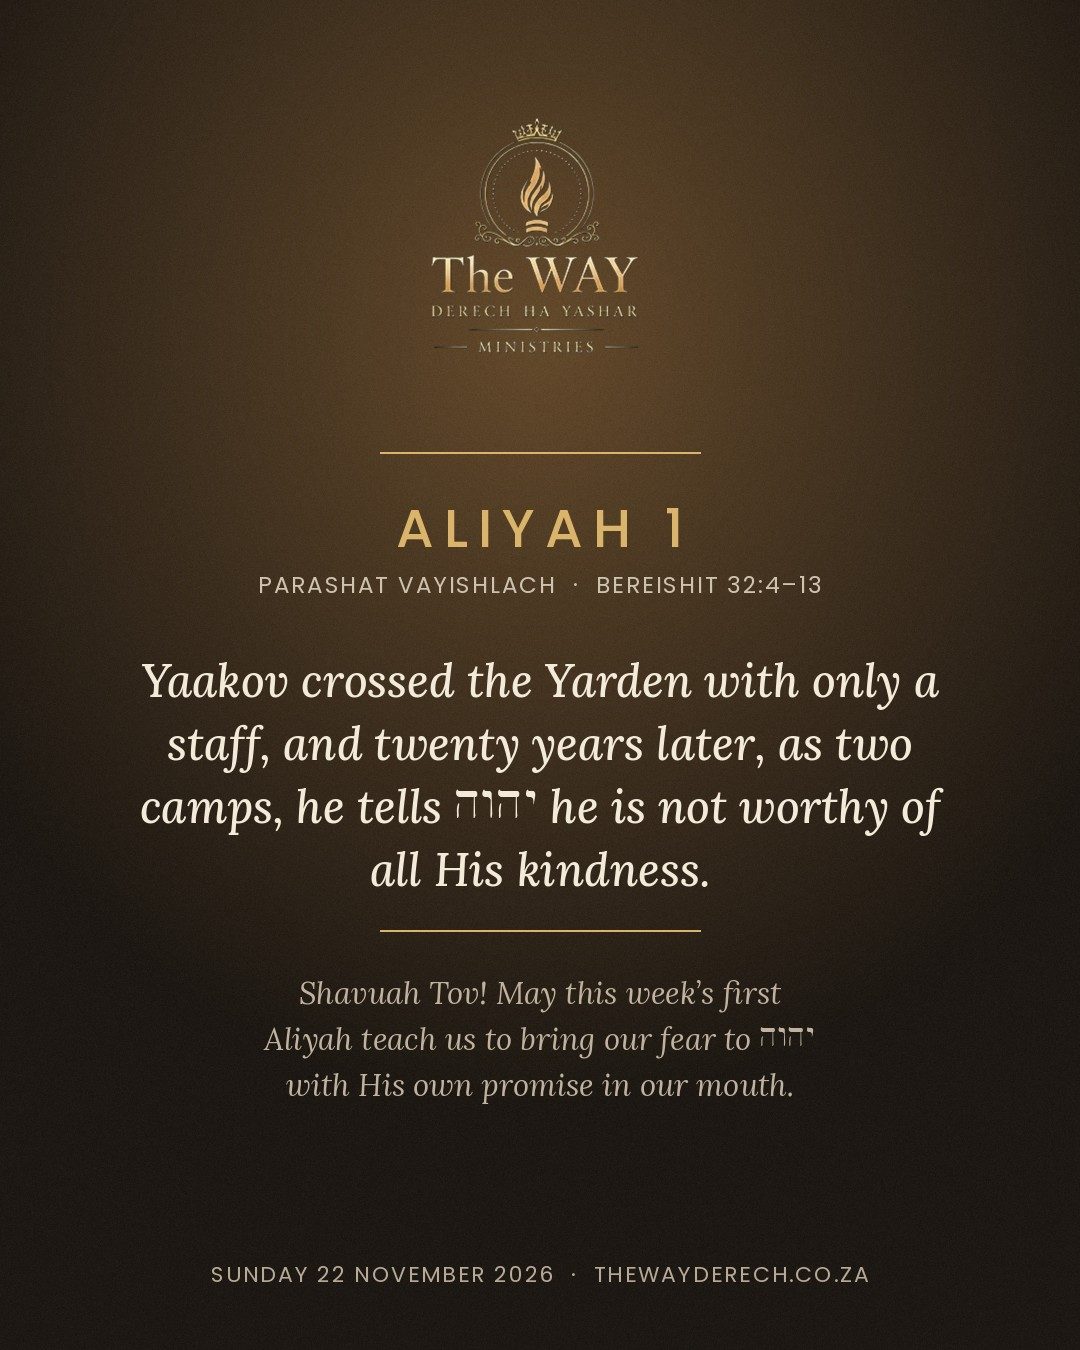 The WAY
DERECH HA YASHAR
MINISTRIES
ALIYAH 1
PARASHAT VAYISHLACH · BEREISHIT 32:4–13
Yaakov crossed the Yarden with only a
staff, and twenty years later, as two
camps, he tells יהוה he is not worthy of
all His kindness.
Shavuah Tov! May this week’s first
Aliyah teach us to bring our fear to יהוה
with His own promise in our mouth.
SUNDAY 22 NOVEMBER 2026 · THEWAYDERECH.CO.ZA